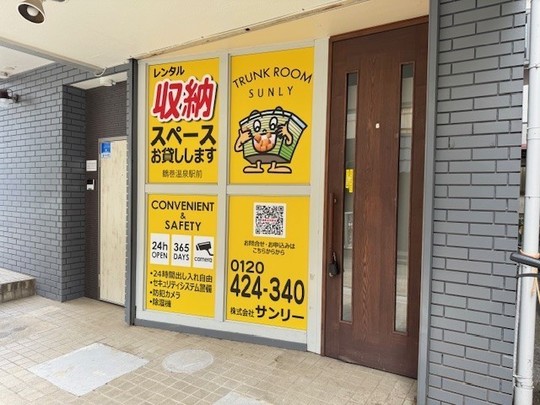 レンタル
収納
スペース
お貸しします
鶴巻温泉駅前
TRUNK ROOM
SUNLY
CONVENIENT
&
SAFETY
24h
OPEN
365
DAYS
camera
・24時間出し入れ自由
・セキュリティシステム警備
・防犯カメラ
・除湿機
お問合せ・お申込みは
こちらから
0120
424-340
株式会社 サンリー